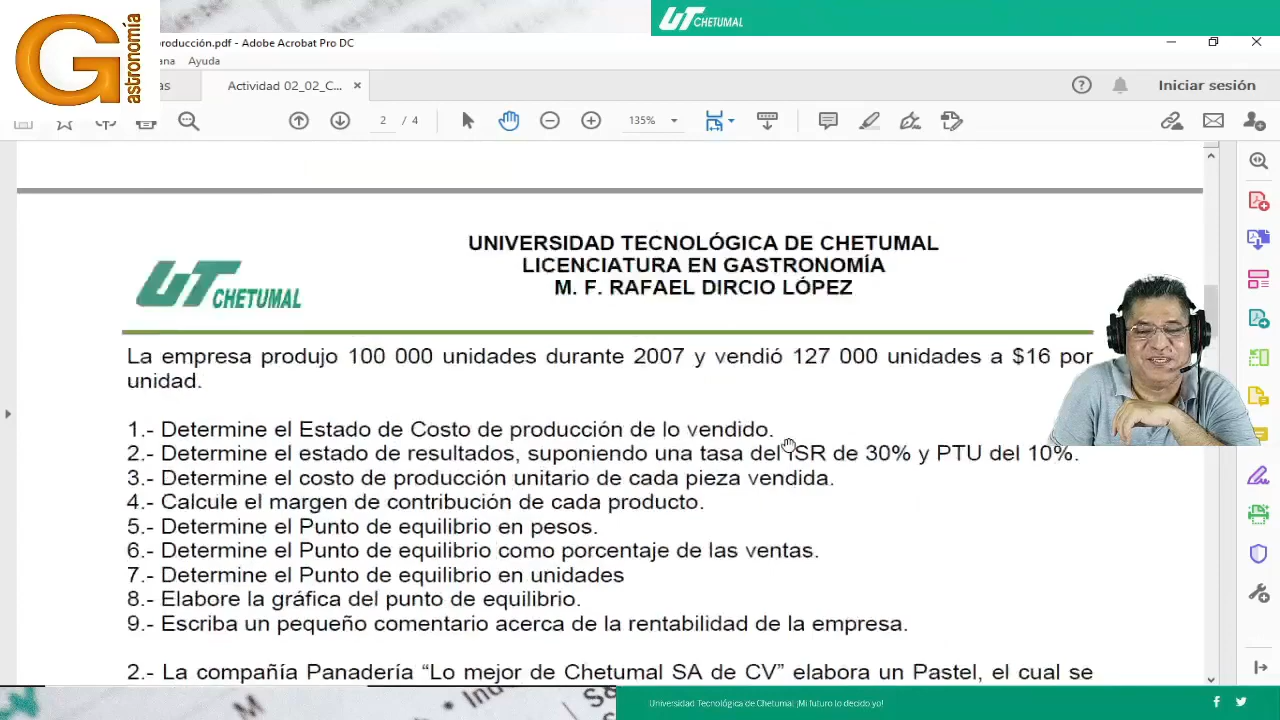 UT CHETUMAL
Gastronomía
producción.pdf - Adobe Acrobat Pro DC
ana Ayuda
as
Actividad 02_02_C... ×
Iniciar sesión
2 / 4
135%
UNIVERSIDAD TECNOLÓGICA DE CHETUMAL
LICENCIATURA EN GASTRONOMÍA
M. F. RAFAEL DIRCIO LÓPEZ
UT CHETUMAL
La empresa produjo 100 000 unidades durante 2007 y vendió 127 000 unidades a $16 por
unidad.
1.- Determine el Estado de Costo de producción de lo vendido.
2.- Determine el estado de resultados, suponiendo una tasa del ISR de 30% y PTU del 10%.
3.- Determine el costo de producción unitario de cada pieza vendida.
4.- Calcule el margen de contribución de cada producto.
5.- Determine el Punto de equilibrio en pesos.
6.- Determine el Punto de equilibrio como porcentaje de las ventas.
7.- Determine el Punto de equilibrio en unidades
8.- Elabore la gráfica del punto de equilibrio.
9.- Escriba un pequeño comentario acerca de la rentabilidad de la empresa.
2.- La compañía Panadería “Lo mejor de Chetumal SA de CV” elabora un Pastel, el cual se
Universidad Tecnológica de Chetumal ¡Mi futuro lo decido yo!